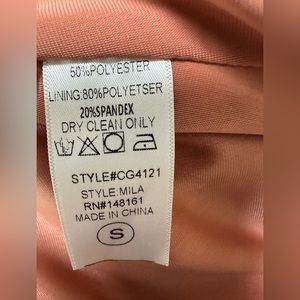 50%POLYESTER
LINING:80%POLYETSER
20%SPANDEX
DRY CLEAN ONLY
STYLE#CG4121
STYLE:MILA
RN#148161
MADE IN CHINA
S